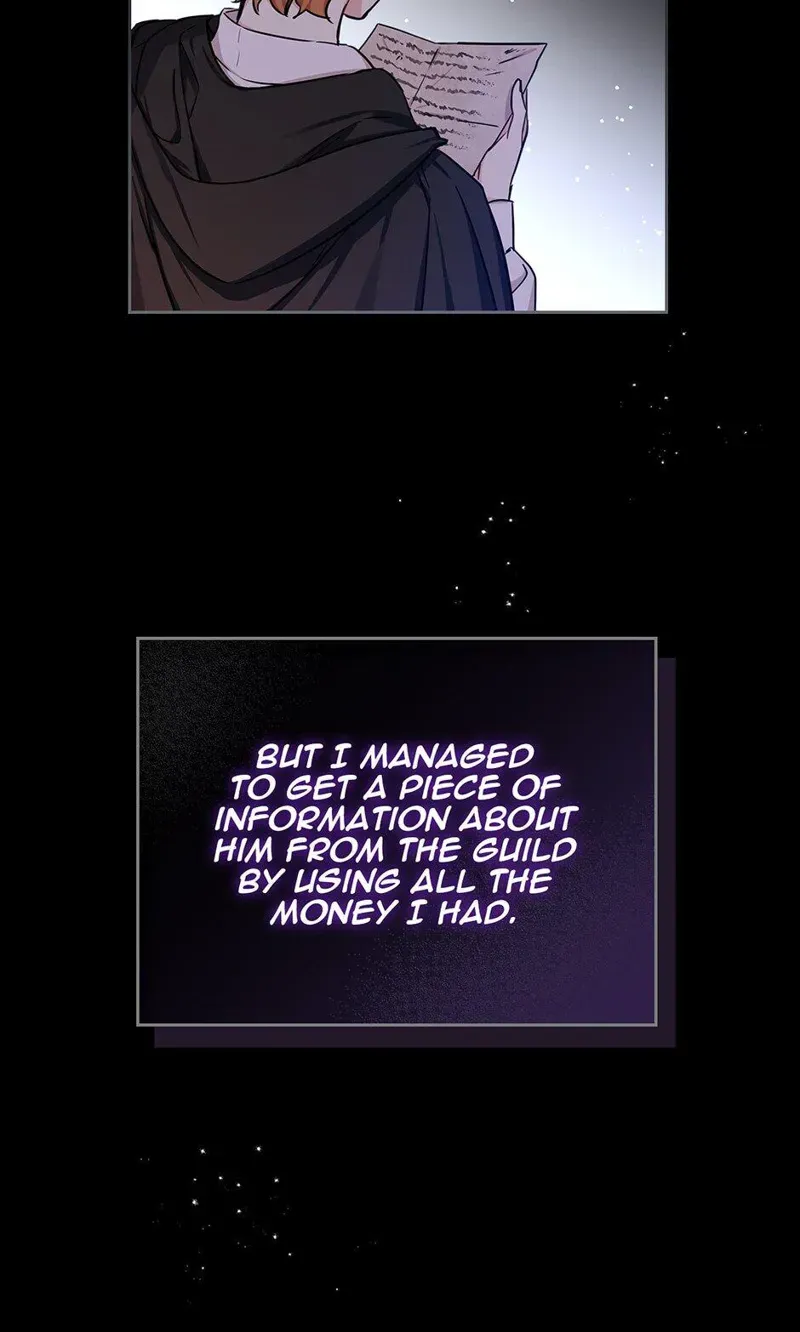 BUT I MANAGED
TO GET A PIECE OF
INFORMATION ABOUT
HIM FROM THE GUILD
BY USING ALL THE
MONEY I HAD.